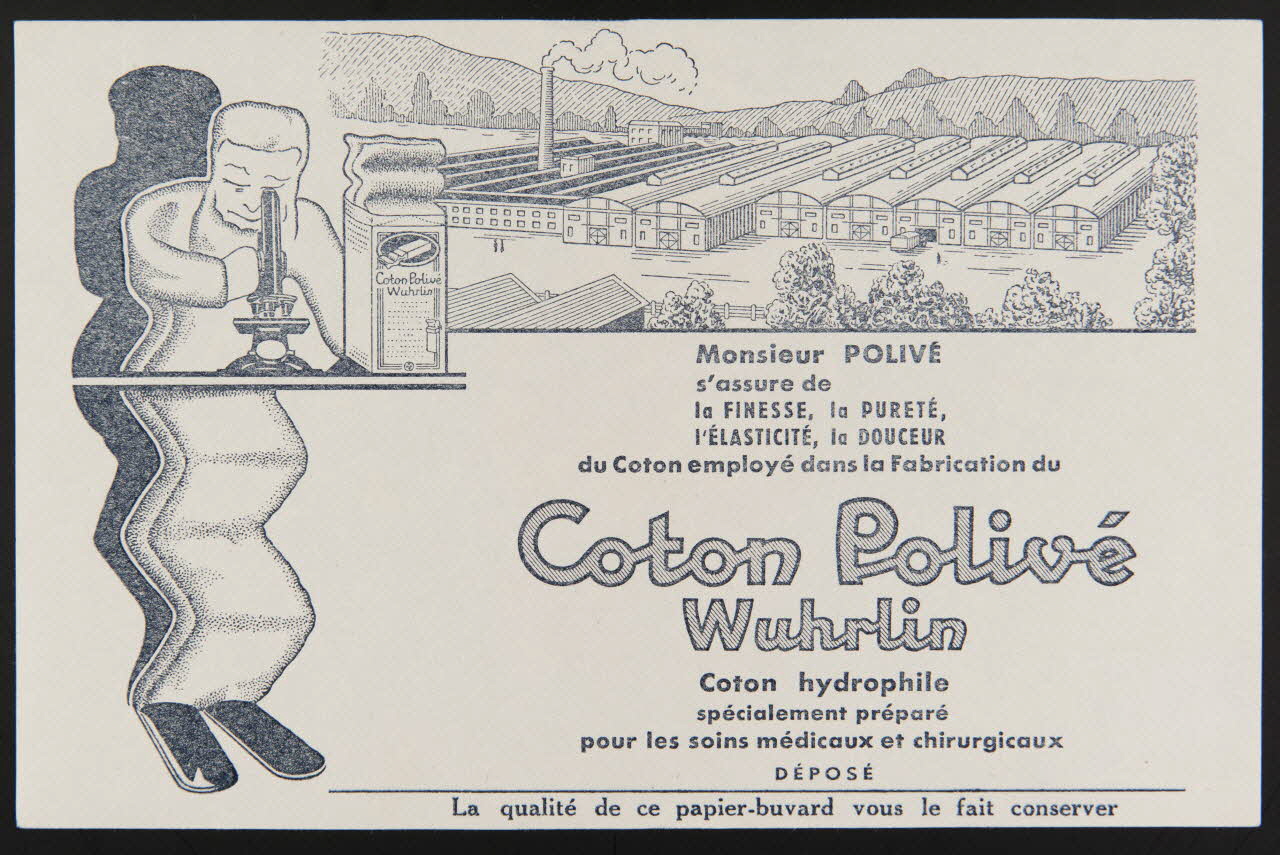 Coton Polivé
Wuhrlin
Monsieur POLIVÉ
s'assure de
la FINESSE, la PURETÉ,
l'ÉLASTICITÉ, la DOUCEUR
du Coton employé dans la Fabrication du
Coton Polivé
Wuhrlin
Coton hydrophile
spécialement préparé
pour les soins médicaux et chirurgicaux
DÉPOSÉ
La qualité de ce papier-buvard vous le fait conserver